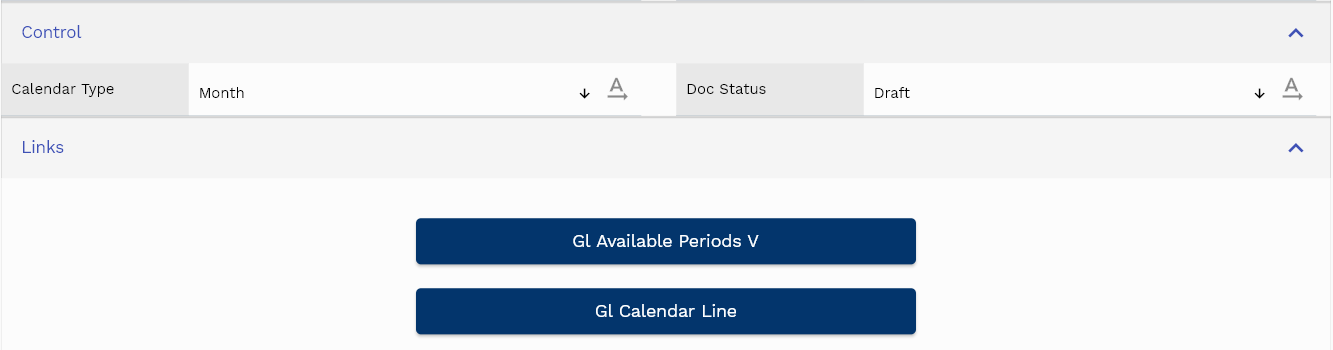 Control
Calendar Type Month Doc Status Draft
Links
Gl Available Periods V
Gl Calendar Line